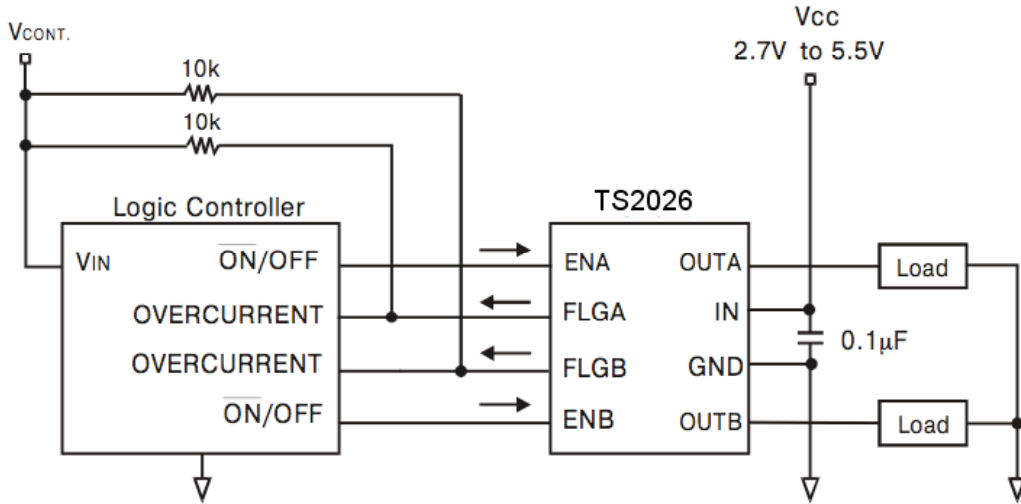 VCONT.
10k
10k
Vcc
2.7V to 5.5V
Logic Controller
TS2026
VIN
ON/OFF
OVERCURRENT
OVERCURRENT
ON/OFF
ENA
FLGA
FLGB
ENB
OUTA
IN
GND
OUTB
0.1μF
Load
Load